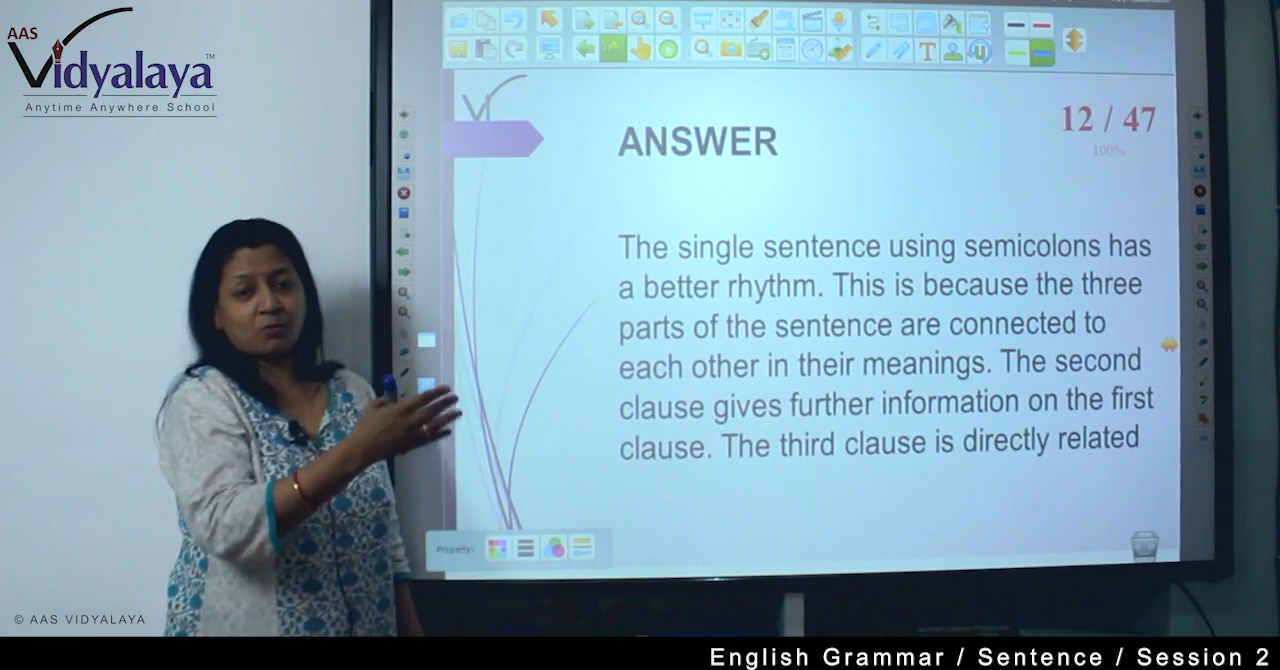 AAS
Vidyalaya™
Anytime Anywhere School
ANSWER
12 / 47
100%
The single sentence using semicolons has
a better rhythm. This is because the three
parts of the sentence are connected to
each other in their meanings. The second
clause gives further information on the first
clause. The third clause is directly related
Property:
© AAS VIDYALAYA
English Grammar / Sentence / Session 2